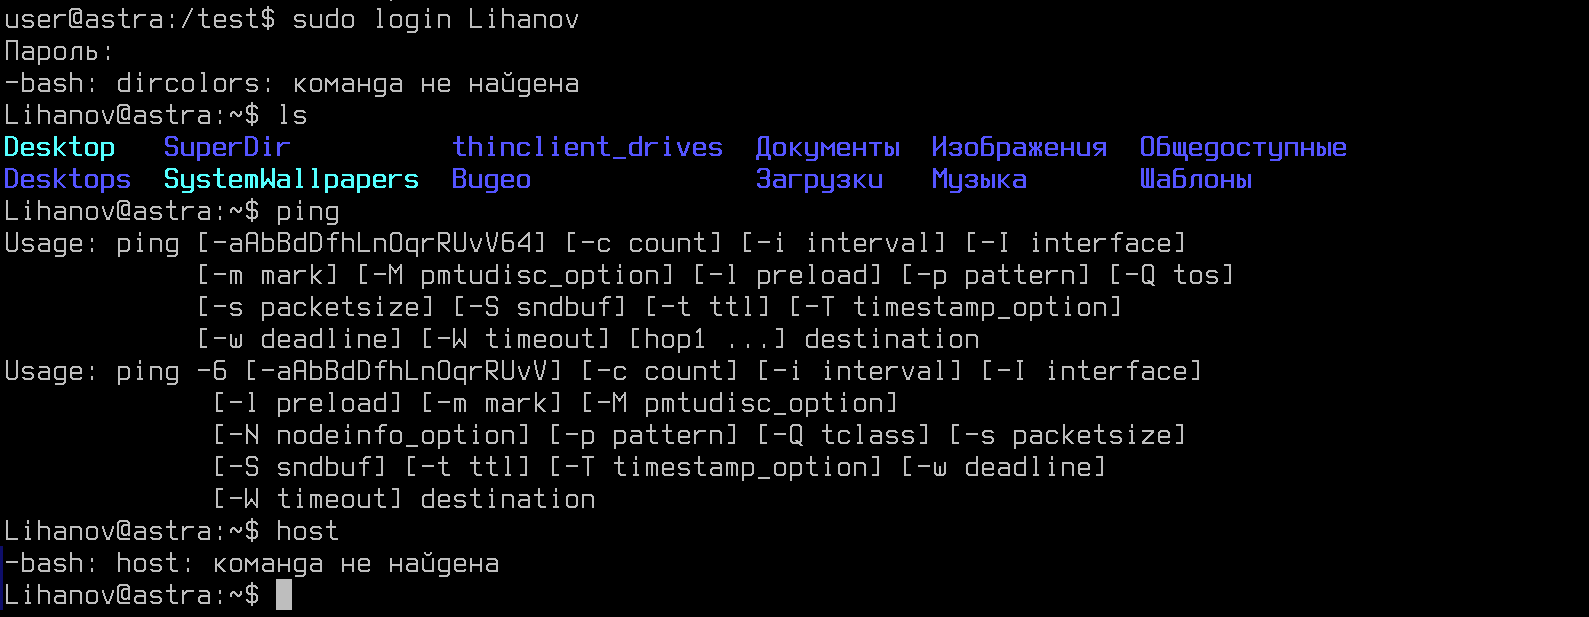 user@astra:/test$ sudo login Lihanov
Пароль:
-bash: dircolors: команда не найдена
Lihanov@astra:~$ ls
Desktop   SuperDir          thinclient_drives  Документы  Изображения  Общедоступные
Desktops  SystemWallpapers  Видео              Загрузки   Музыка       Шаблоны
Lihanov@astra:~$ ping
Usage: ping [-aAbBdDfhLnOqrRUvV64] [-c count] [-i interval] [-I interface]
            [-m mark] [-M pmtudisc_option] [-l preload] [-p pattern] [-Q tos]
            [-s packetsize] [-S sndbuf] [-t ttl] [-T timestamp_option]
            [-w deadline] [-W timeout] [hop1 ...] destination
Usage: ping -6 [-aAbBdDfhLnOqrRUvV] [-c count] [-i interval] [-I interface]
             [-l preload] [-m mark] [-M pmtudisc_option]
             [-N nodeinfo_option] [-p pattern] [-Q tclass] [-s packetsize]
             [-S sndbuf] [-t ttl] [-T timestamp_option] [-w deadline]
             [-W timeout] destination
Lihanov@astra:~$ host
-bash: host: команда не найдена
Lihanov@astra:~$